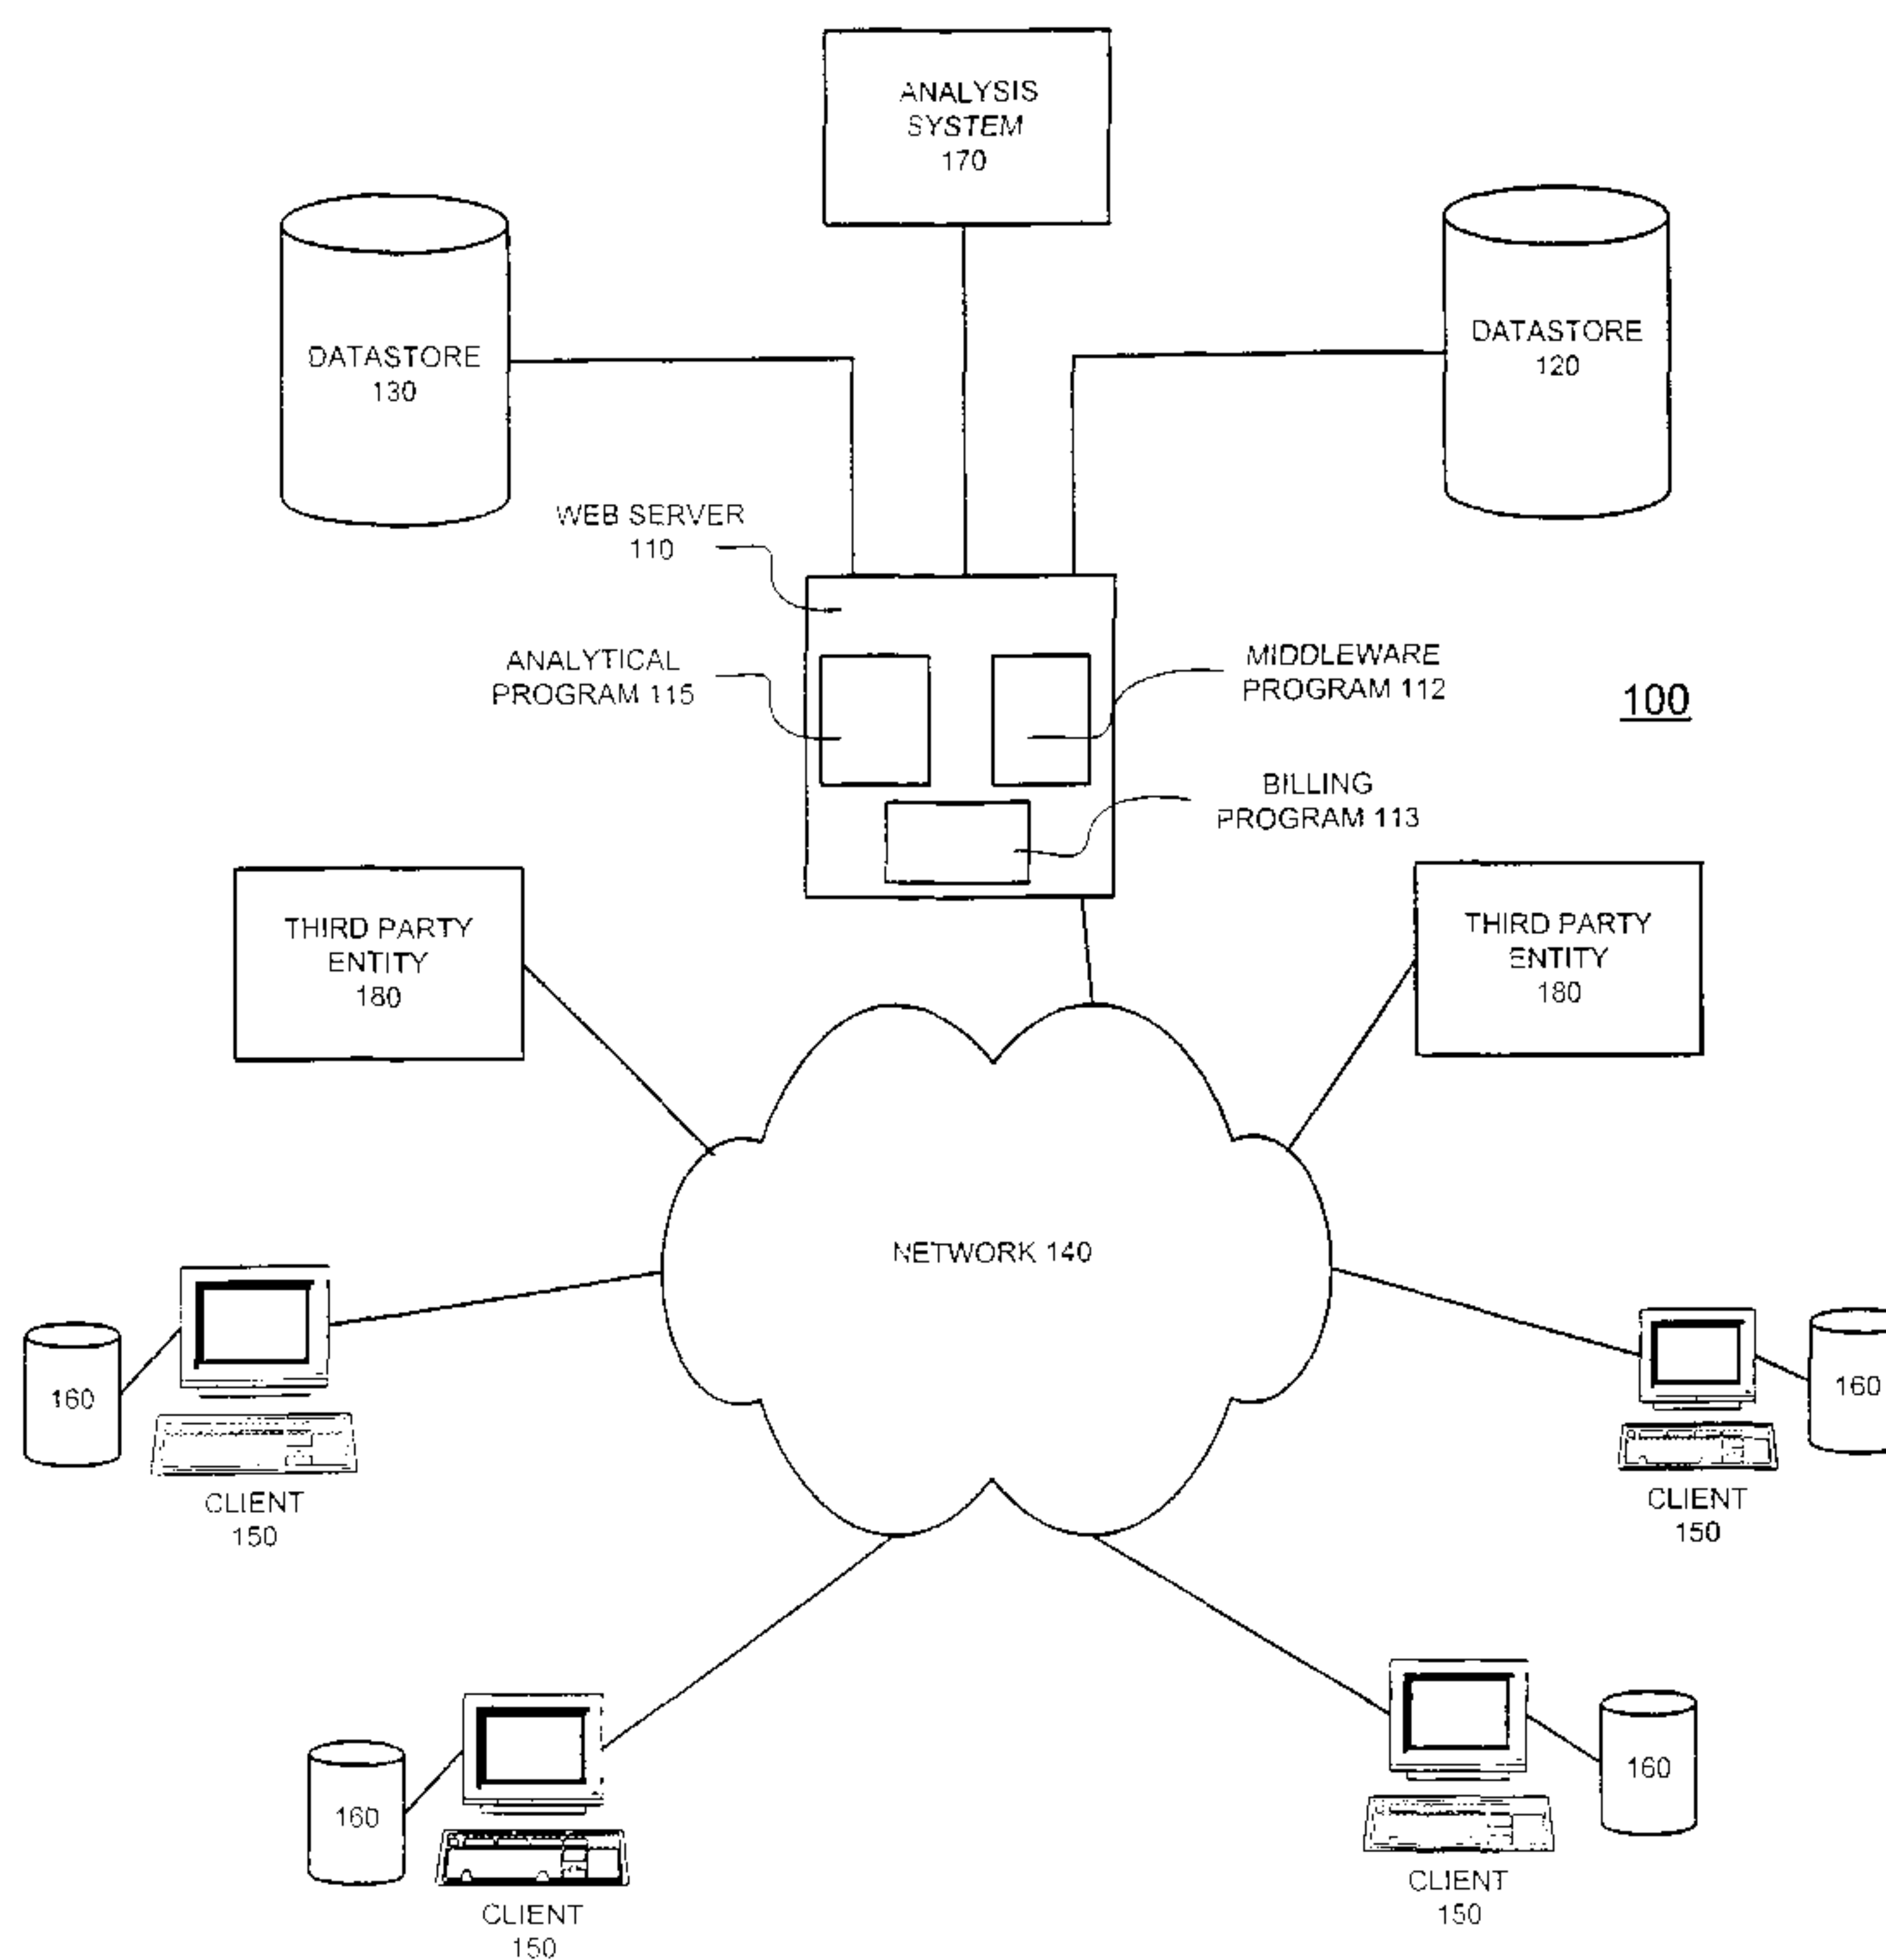 ANALYSIS
SYSTEM
170
DATASTORE
130
DATASTORE
120
WEB SERVER
110
ANALYTICAL
PROGRAM 115
MIDDLEWARE
PROGRAM 112
100
BILLING
PROGRAM 113
THIRD PARTY
ENTITY
180
THIRD PARTY
ENTITY
180
NETWORK 140
160
CLIENT
150
160
CLIENT
150
160
CLIENT
150
160
CLIENT
150